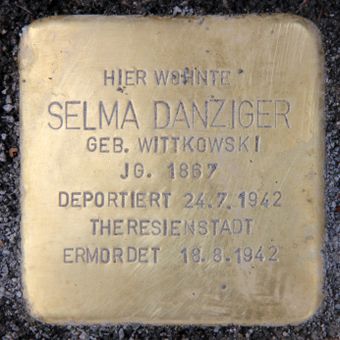 HIER WOHNTE
SELMA DANZIGER
GEB. WITTKOWSKI
JG. 1867
DEPORTIERT 24.7.1942
THERESIENSTADT
ERMORDET 18.8.1942